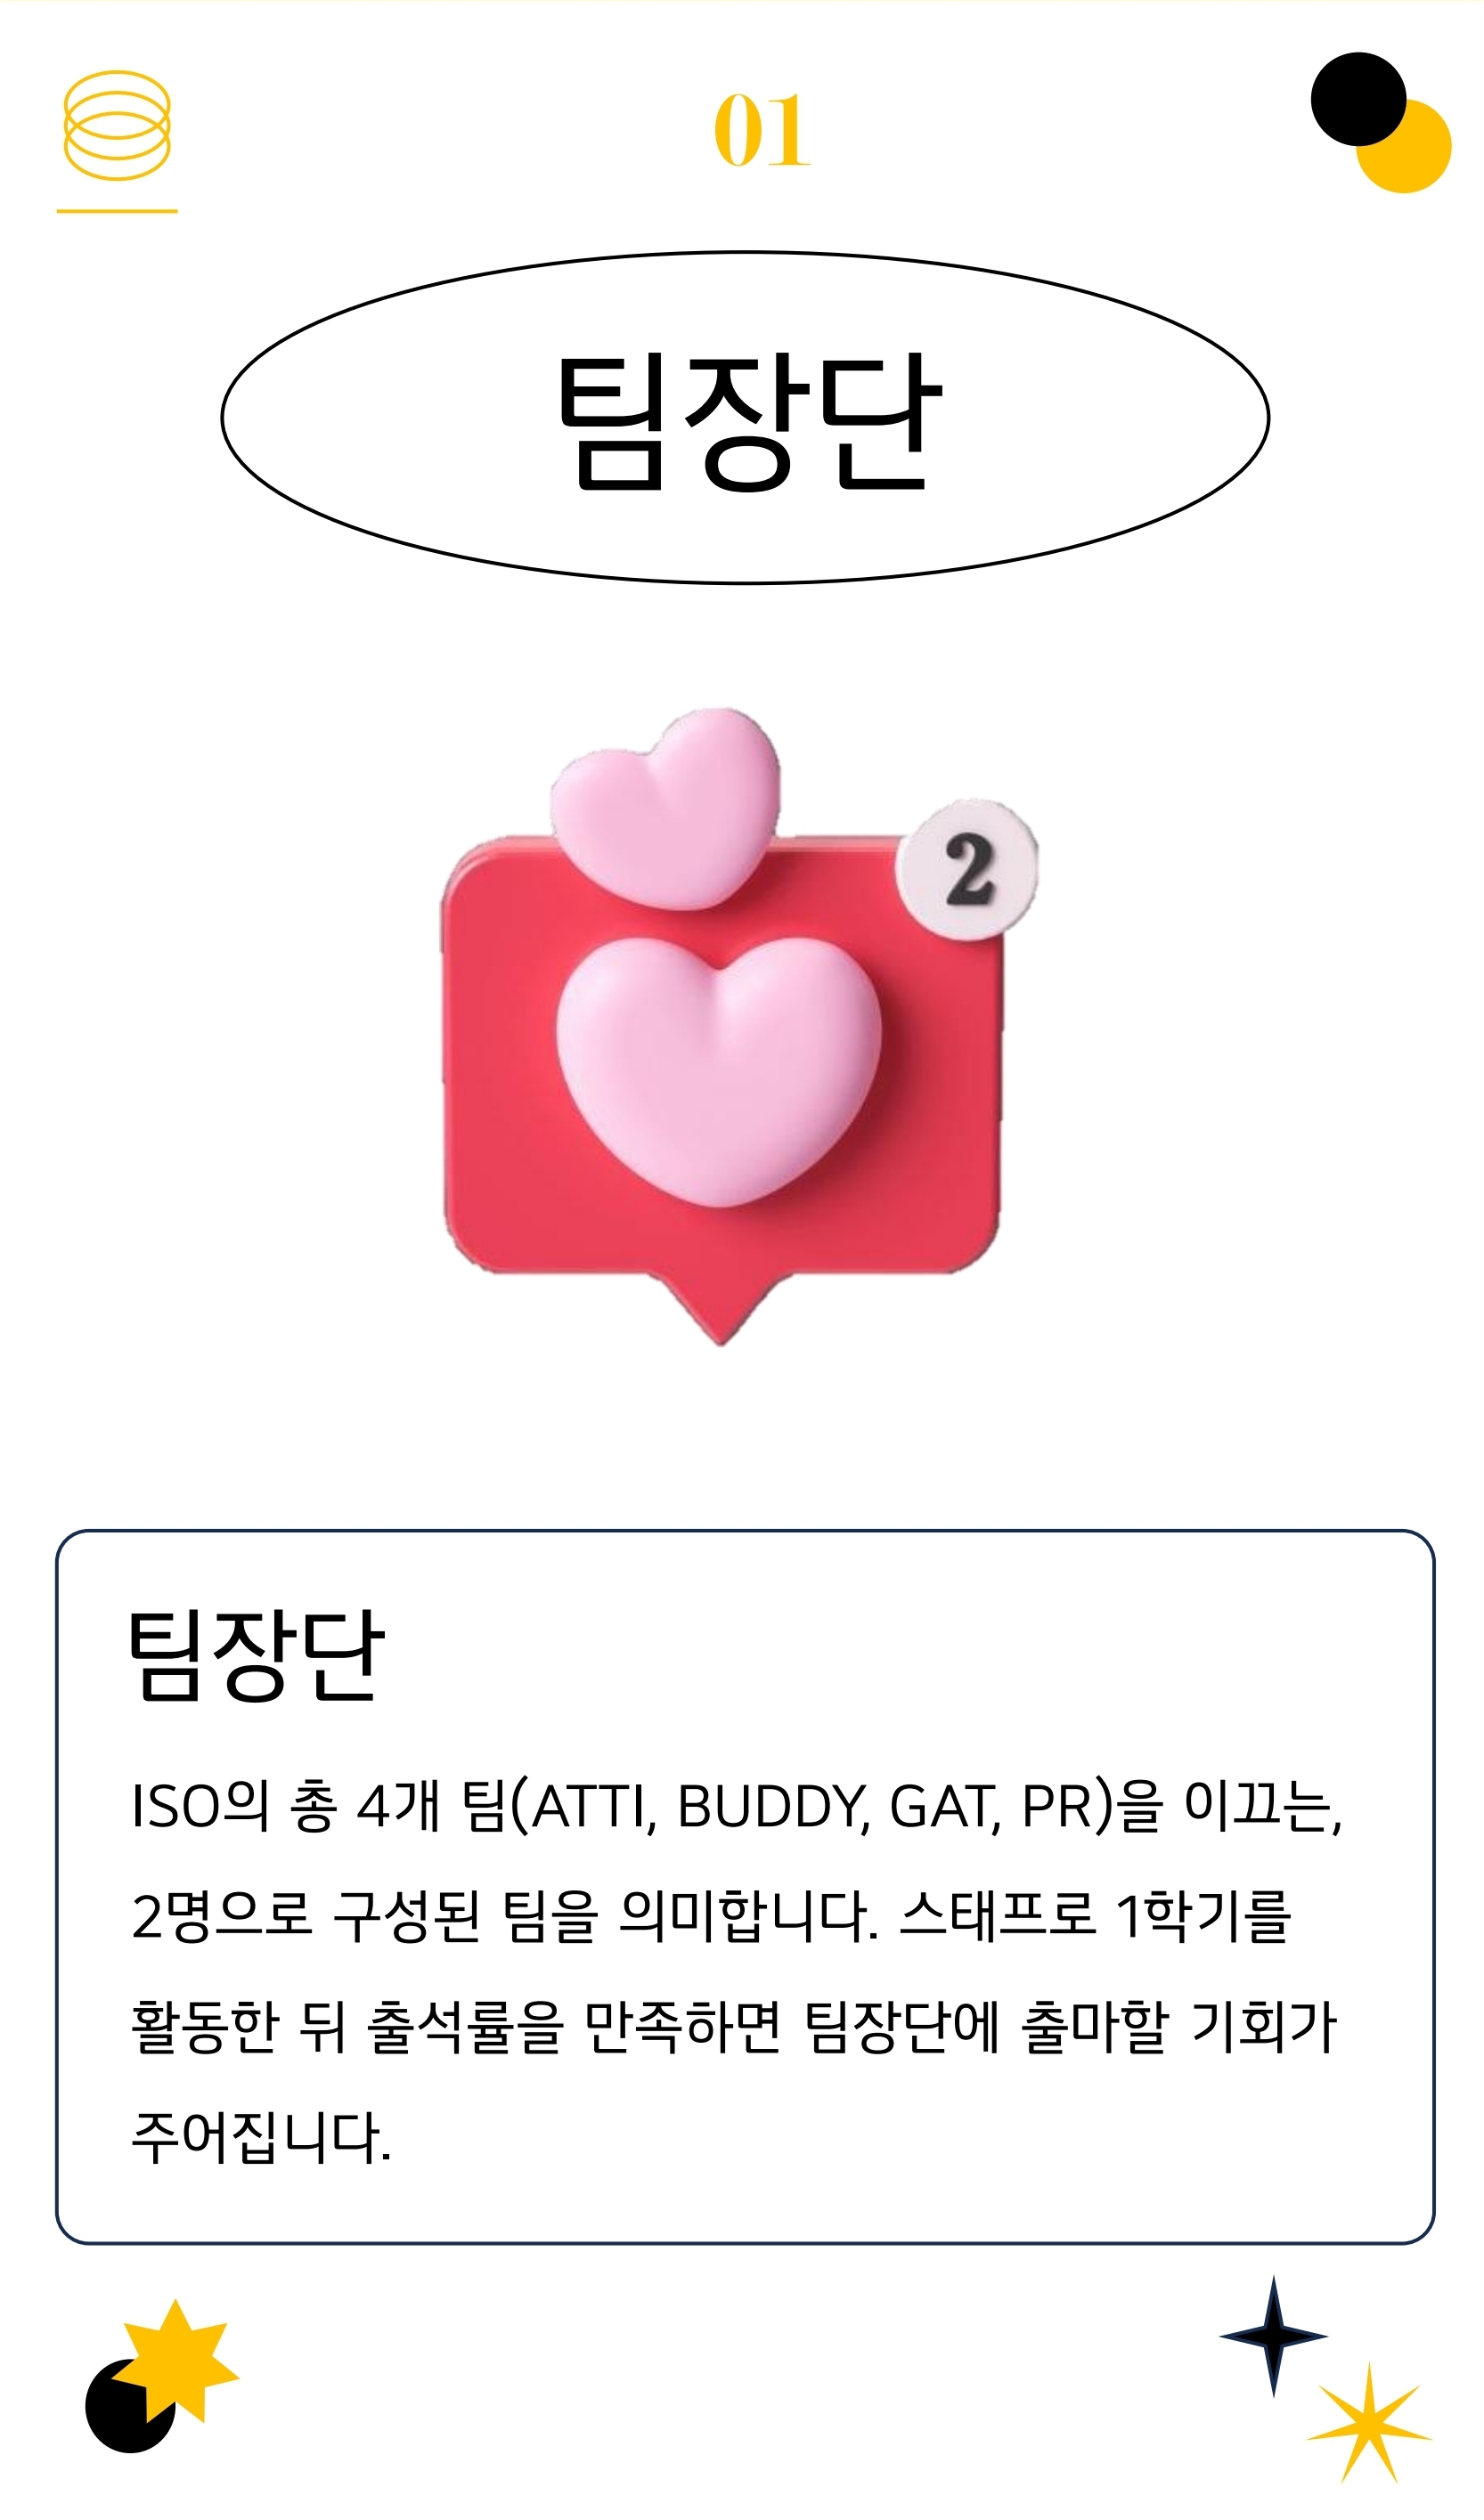 01
팀장단
2
팀장단
ISO의 총 4개 팀(ATTI, BUDDY, GAT, PR)을 이끄는,
2명으로 구성된 팀을 의미합니다. 스태프로 1학기를
활동한 뒤 출석률을 만족하면 팀장단에 출마할 기회가
주어집니다.